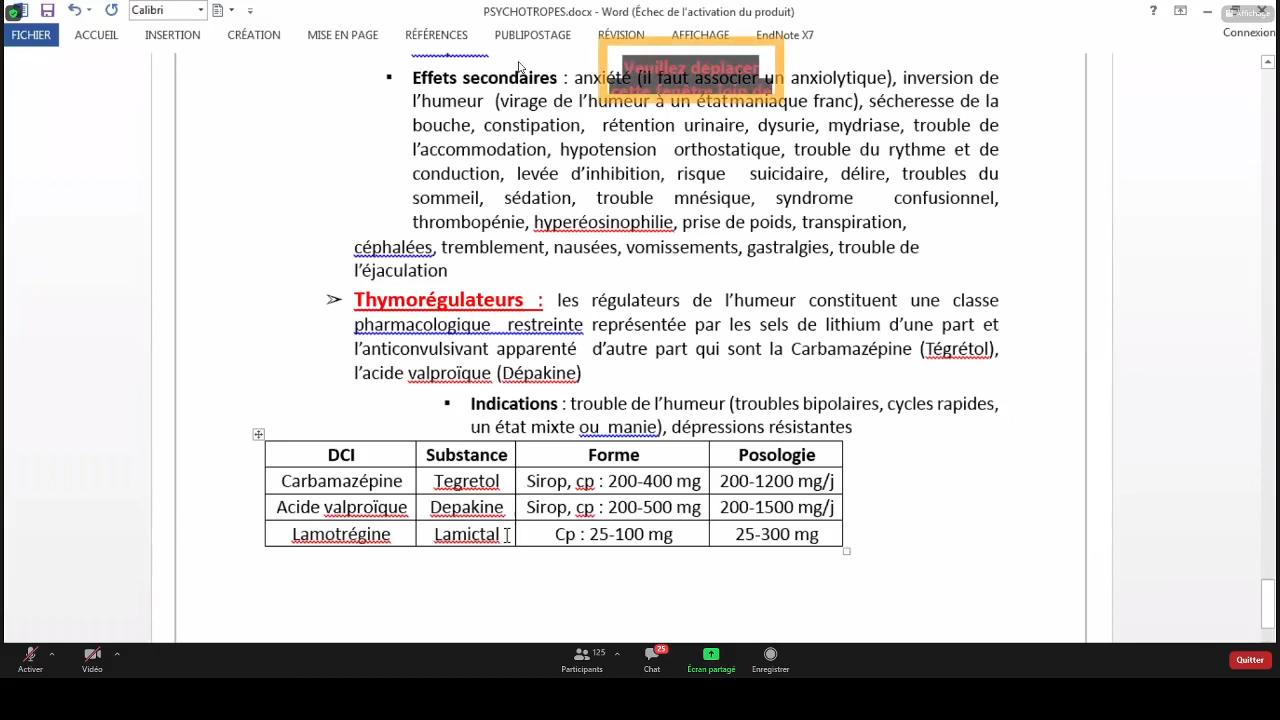 Calibri
PSYCHOTROPES.docx - Word (Échec de l'activation du produit)
Affichage
FICHIER ACCUEIL INSERTION CRÉATION MISE EN PAGE RÉFÉRENCES PUBLIPOSTAGE RÉVISION AFFICHAGE EndNote X7
Connexion
Veuillez déplacer
cette fenêtre loin de
▪ Effets secondaires : anxiété (il faut associer un anxiolytique), inversion de
l'humeur (virage de l'humeur à un état maniaque franc), sécheresse de la
bouche, constipation, rétention urinaire, dysurie, mydriase, trouble de
l'accommodation, hypotension orthostatique, trouble du rythme et de
conduction, levée d'inhibition, risque suicidaire, délire, troubles du
sommeil, sédation, trouble mnésique, syndrome confusionnel,
thrombopénie, hyperéosinophilie, prise de poids, transpiration,
céphalées, tremblement, nausées, vomissements, gastralgies, trouble de
l'éjaculation
➢ Thymorégulateurs : les régulateurs de l'humeur constituent une classe
pharmacologique restreinte représentée par les sels de lithium d'une part et
l'anticonvulsivant apparenté d'autre part qui sont la Carbamazépine (Tégrétol),
l'acide valproïque (Dépakine)
▪ Indications : trouble de l'humeur (troubles bipolaires, cycles rapides,
un état mixte ou manie), dépressions résistantes
DCI Substance Forme Posologie
Carbamazépine Tegretol Sirop, cp : 200-400 mg 200-1200 mg/j
Acide valproïque Depakine Sirop, cp : 200-500 mg 200-1500 mg/j
Lamotrégine Lamictal Cp : 25-100 mg 25-300 mg
125
25
Activer Vidéo Participants Chat Écran partagé Enregistrer
Quitter